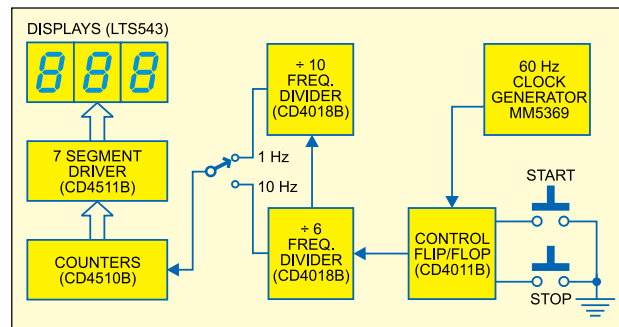 DISPLAYS (LTS543)
888
÷ 10
FREQ.
DIVIDER
(CD4018B)
60 Hz
CLOCK
GENERATOR
MM5369
7 SEGMENT
DRIVER
(CD4511B)
1 Hz
10 Hz
START
COUNTERS
(CD4510B)
÷ 6
FREQ.
DIVIDER
(CD4018B)
CONTROL
FLIP/FLOP
(CD4011B)
STOP